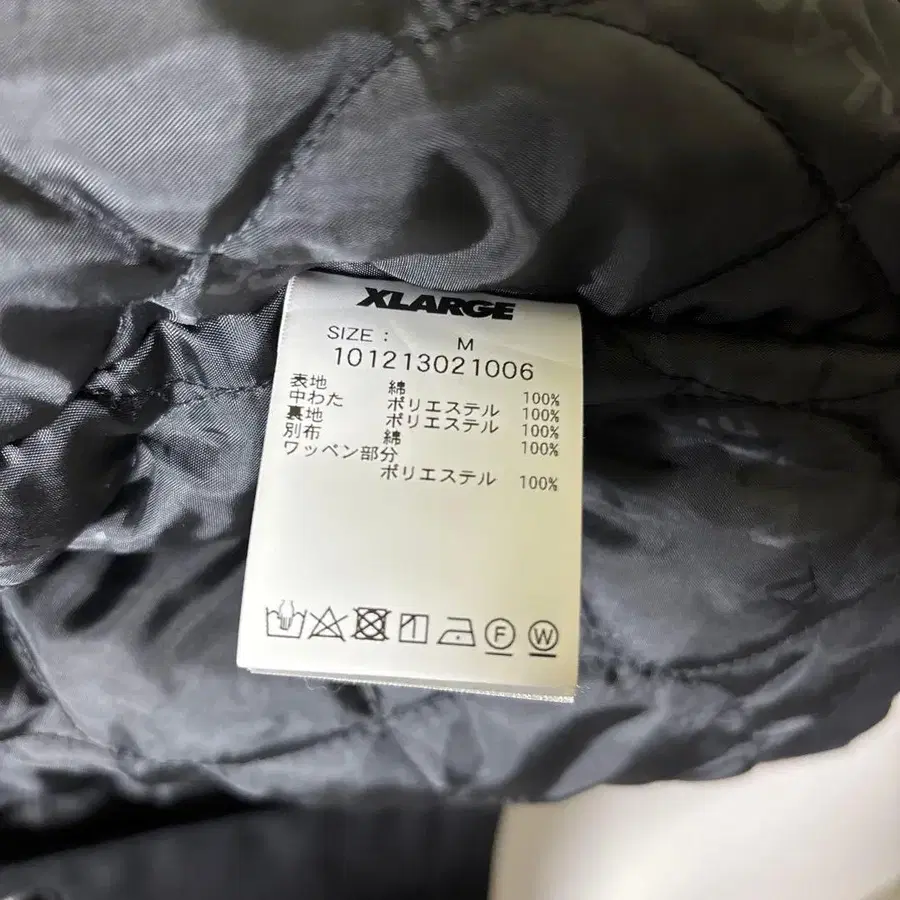 XLARGE
SIZE : M
101213021006
表地 綿 100%
中わた ポリエステル 100%
裏地 ポリエステル 100%
別布 綿 100%
ワッペン部分
ポリエステル 100%
F W